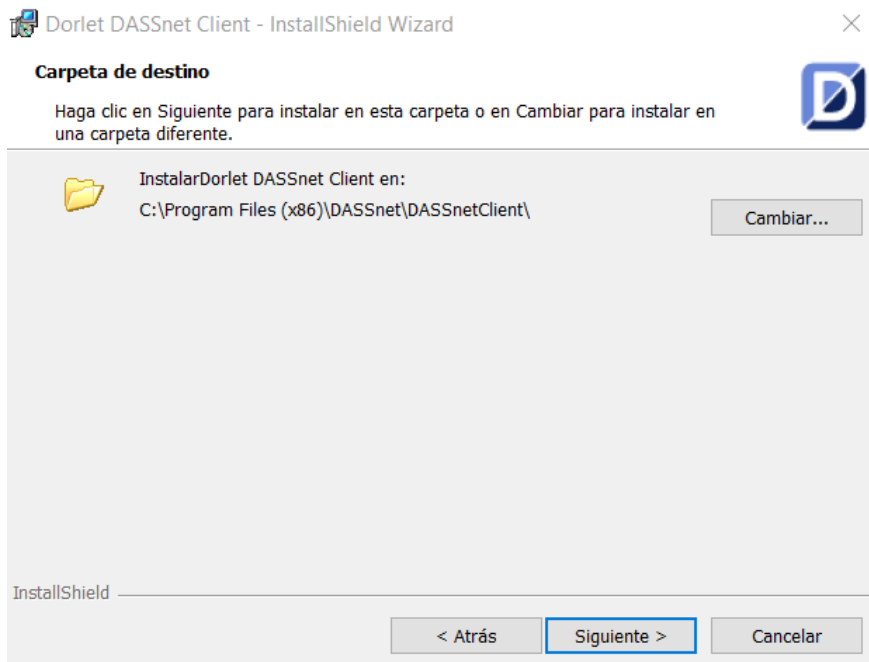 Dorlet DASSnet Client - InstallShield Wizard
Carpeta de destino
Haga clic en Siguiente para instalar en esta carpeta o en Cambiar para instalar en
una carpeta diferente.
D
InstalarDorlet DASSnet Client en:
C:\Program Files (x86)\DASSnet\DASSnetClient\
Cambiar...
InstallShield
< Atrás
Siguiente >
Cancelar